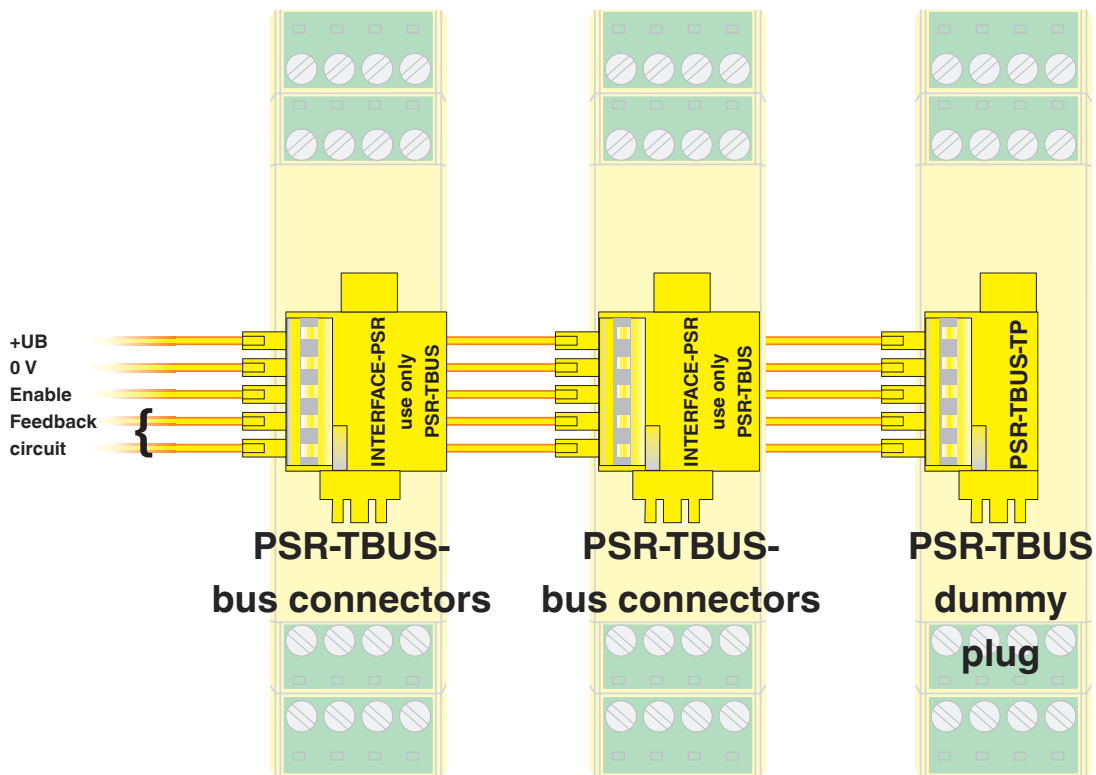 +UB
0 V
Enable
Feedback
circuit
{
INTERFACE-PSR
use only
PSR-TBUS
INTERFACE-PSR
use only
PSR-TBUS
PSR-TBUS-TP
PSR-TBUS-
bus connectors
PSR-TBUS-
bus connectors
PSR-TBUS
dummy
plug